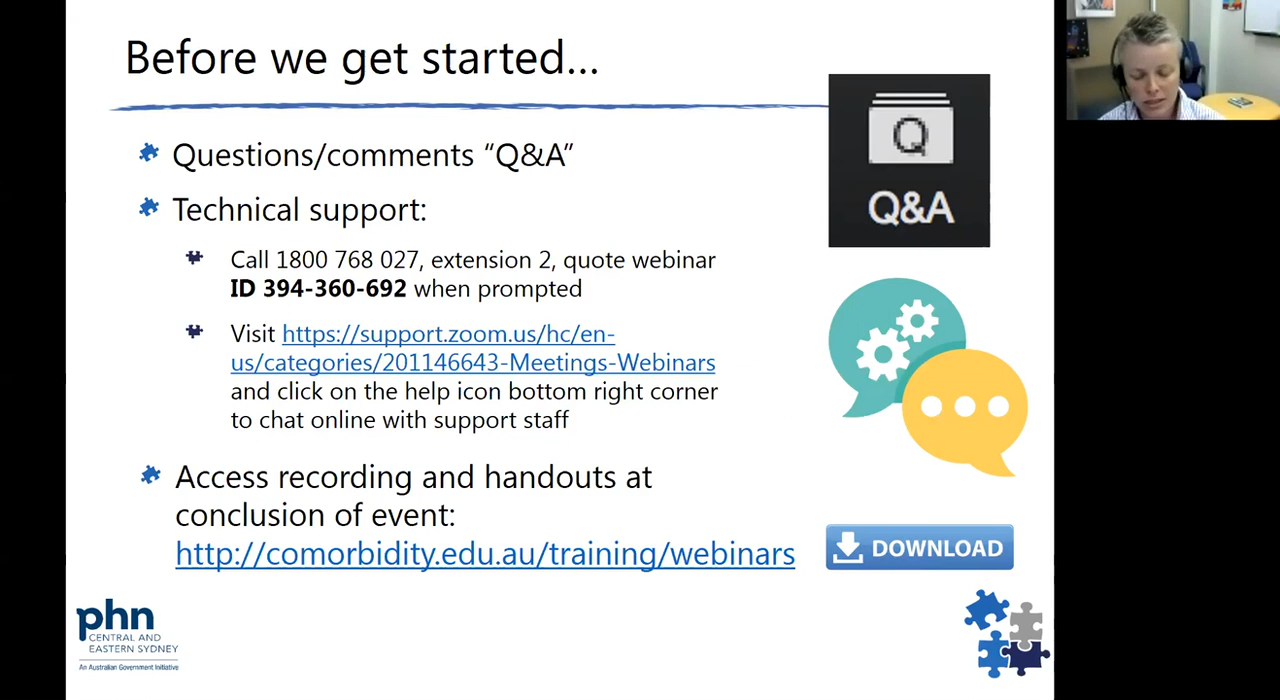 Before we get started...
Questions/comments “Q&A”
Technical support:
Call 1800 768 027, extension 2, quote webinar
ID 394-360-692 when prompted
Visit https://support.zoom.us/hc/en-
us/categories/201146643-Meetings-Webinars
and click on the help icon bottom right corner
to chat online with support staff
Access recording and handouts at
conclusion of event:
http://comorbidity.edu.au/training/webinars
Q
Q&A
DOWNLOAD
phn
CENTRAL AND
EASTERN SYDNEY
An Australian Government Initiative